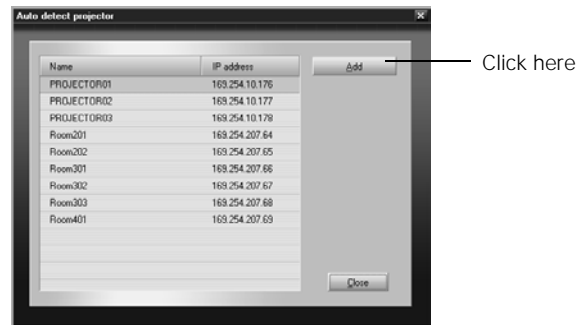 Auto detect projector
Name IP address Add Click here
PROJECTOR01 169.254.10.176
PROJECTOR02 169.254.10.177
PROJECTOR03 169.254.10.178
Room201 169.254.207.64
Room202 169.254.207.65
Room301 169.254.207.66
Room302 169.254.207.67
Room303 169.254.207.68
Room401 169.254.207.69
Close